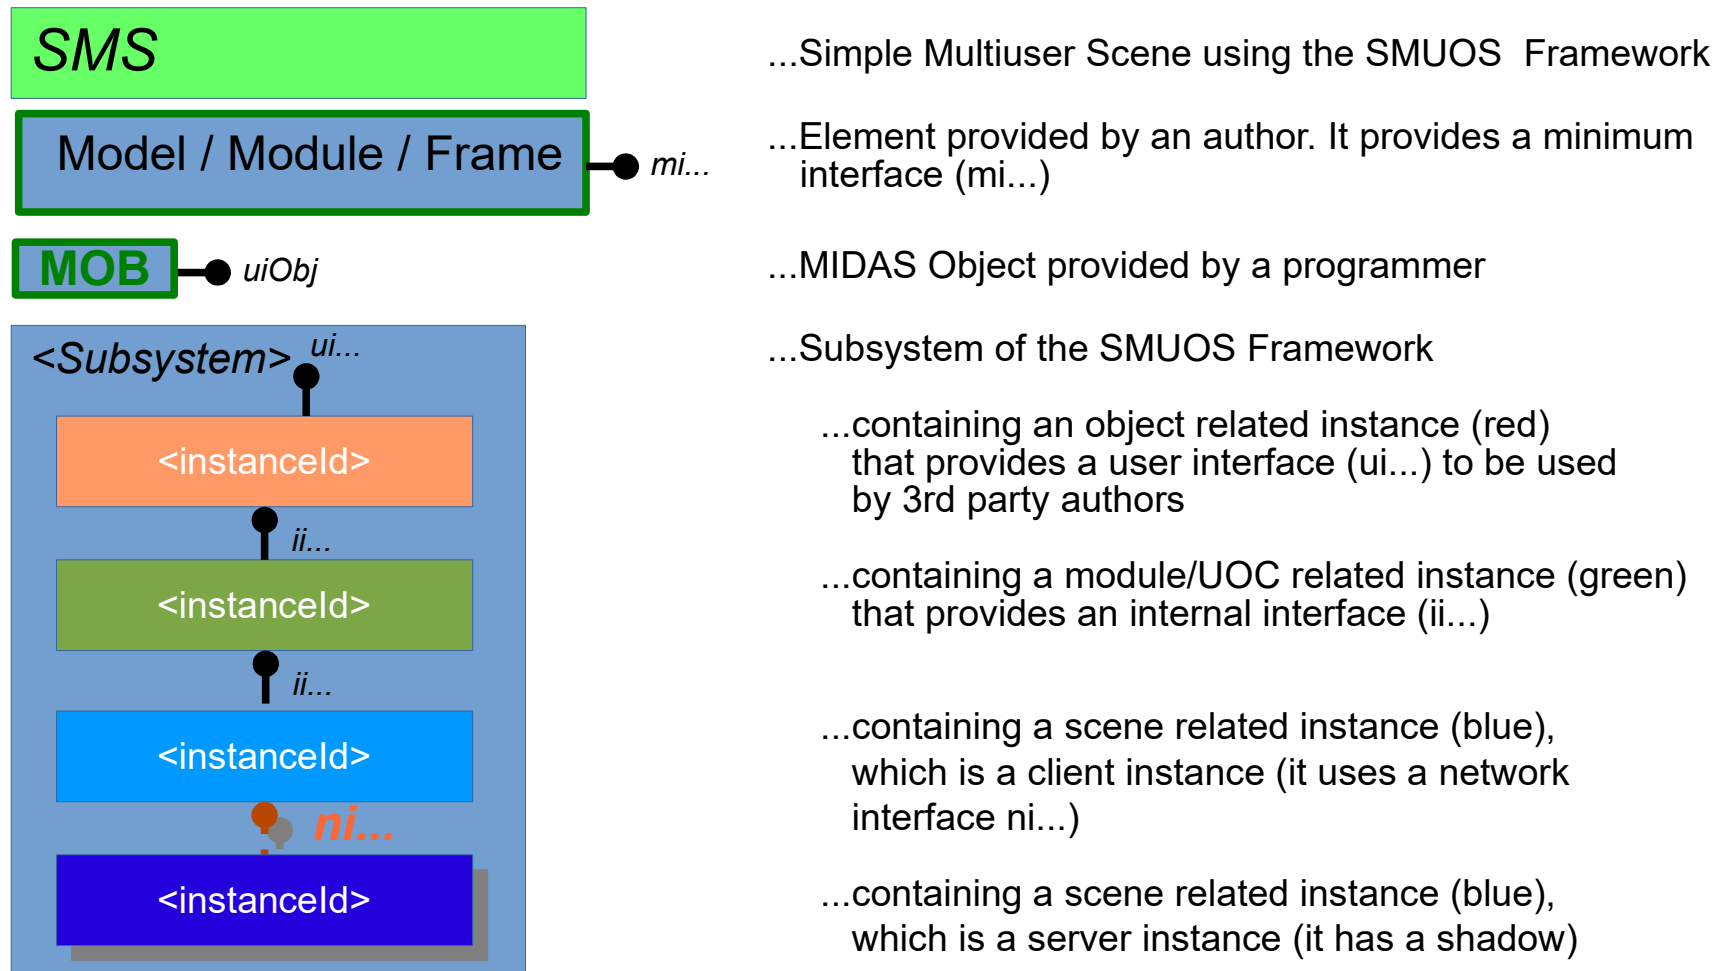 SMS
...Simple Multiuser Scene using the SMUOS Framework
Model / Module / Frame
mi...
...Element provided by an author. It provides a minimum
interface (mi...)
MOB
uiObj
...MIDAS Object provided by a programmer
<Subsystem>
ui...
...Subsystem of the SMUOS Framework
<instanceId>
...containing an object related instance (red)
that provides a user interface (ui...) to be used
by 3rd party authors
ii...
<instanceId>
...containing a module/UOC related instance (green)
that provides an internal interface (ii...)
ii...
<instanceId>
...containing a scene related instance (blue),
which is a client instance (it uses a network
interface ni...)
ni...
<instanceId>
...containing a scene related instance (blue),
which is a server instance (it has a shadow)